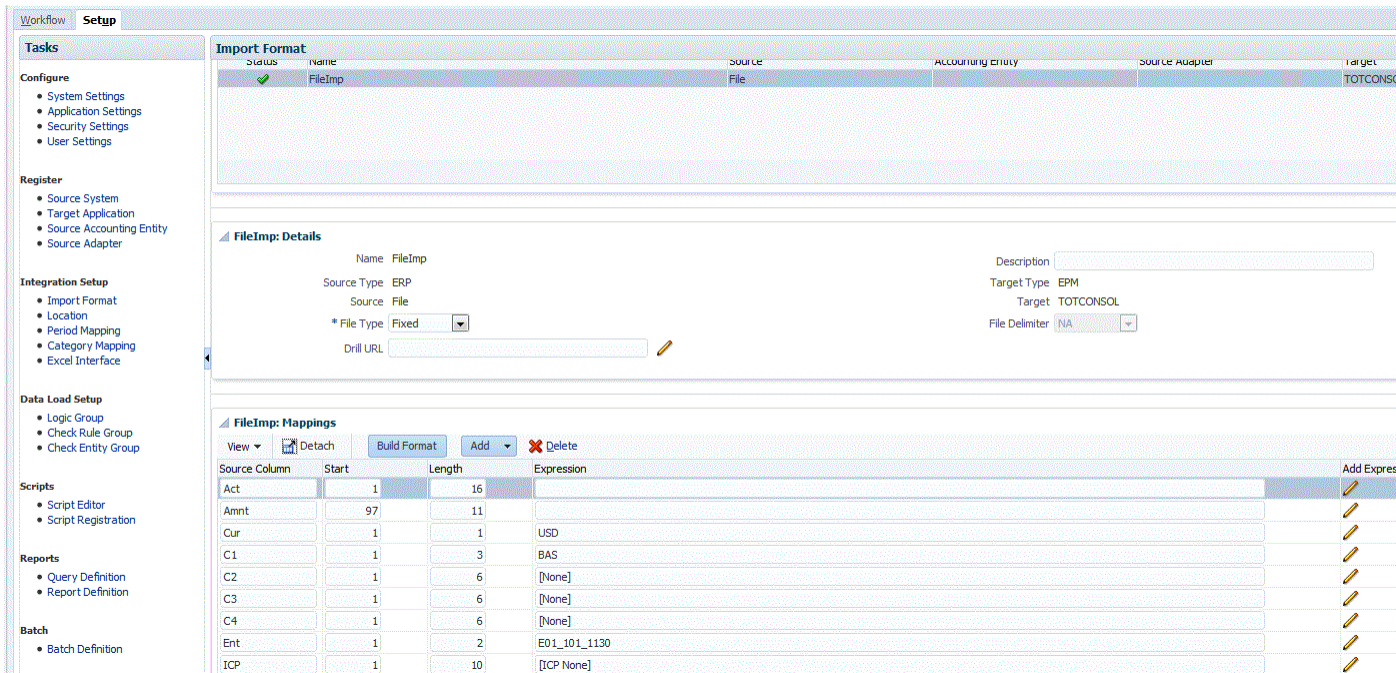 Workflow Setup
Tasks
Configure
System Settings
Application Settings
Security Settings
User Settings
Register
Source System
Target Application
Source Accounting Entity
Source Adapter
Integration Setup
Import Format
Location
Period Mapping
Category Mapping
Excel Interface
Data Load Setup
Logic Group
Check Rule Group
Check Entity Group
Scripts
Script Editor
Script Registration
Reports
Query Definition
Report Definition
Batch
Batch Definition
Import Format
Status Name Source Accounting Entity Source Adapter Target
FileImp File TOTCONSO
FileImp: Details
Name FileImp
Description
Source Type ERP
Target Type EPM
Source File
Target TOTCONSOL
* File Type Fixed
File Delimiter NA
Drill URL
FileImp: Mappings
View Detach Build Format Add Delete
Source Column Start Length Expression Add Expres
Act 1 16
Amnt 97 11
Cur 1 1 USD
C1 1 3 BAS
C2 1 6 [None]
C3 1 6 [None]
C4 1 6 [None]
Ent 1 2 E01_101_1130
ICP 1 10 [ICP None]